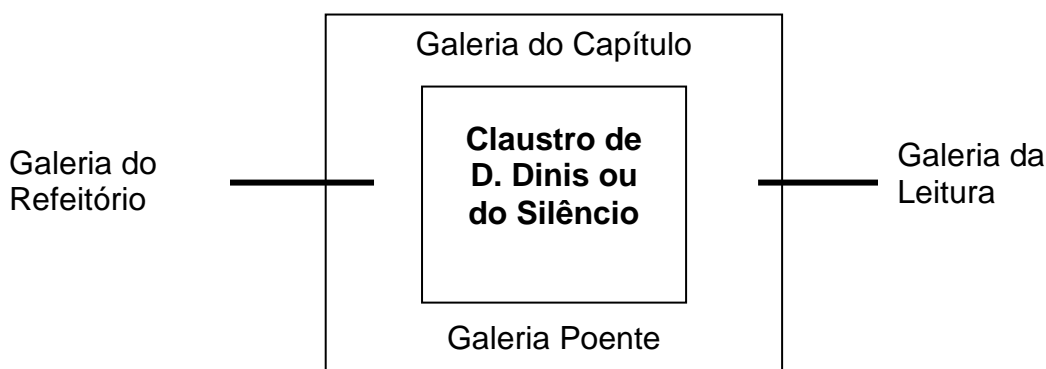 Galeria do Capítulo
Galeria do
Refeitório
Claustro de
D. Dinis ou
do Silêncio
Galeria da
Leitura
Galeria Poente